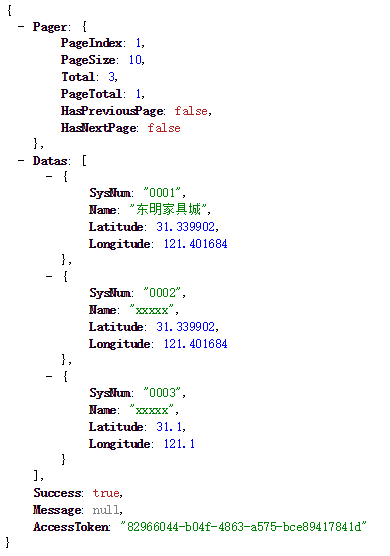 {
- Pager: {
PageIndex: 1,
PageSize: 10,
Total: 3,
PageTotal: 1,
HasPreviousPage: false,
HasNextPage: false
},
- Datas: [
- {
SysNum: "0001",
Name: "东明家具城",
Latitude: 31.339902,
Longitude: 121.401684
},
- {
SysNum: "0002",
Name: "xxxxx",
Latitude: 31.339902,
Longitude: 121.401684
},
- {
SysNum: "0003",
Name: "xxxxx",
Latitude: 31.1,
Longitude: 121.1
}
],
Success: true,
Message: null,
AccessToken: "82966044-b04f-4863-a575-bce89417841d"
}